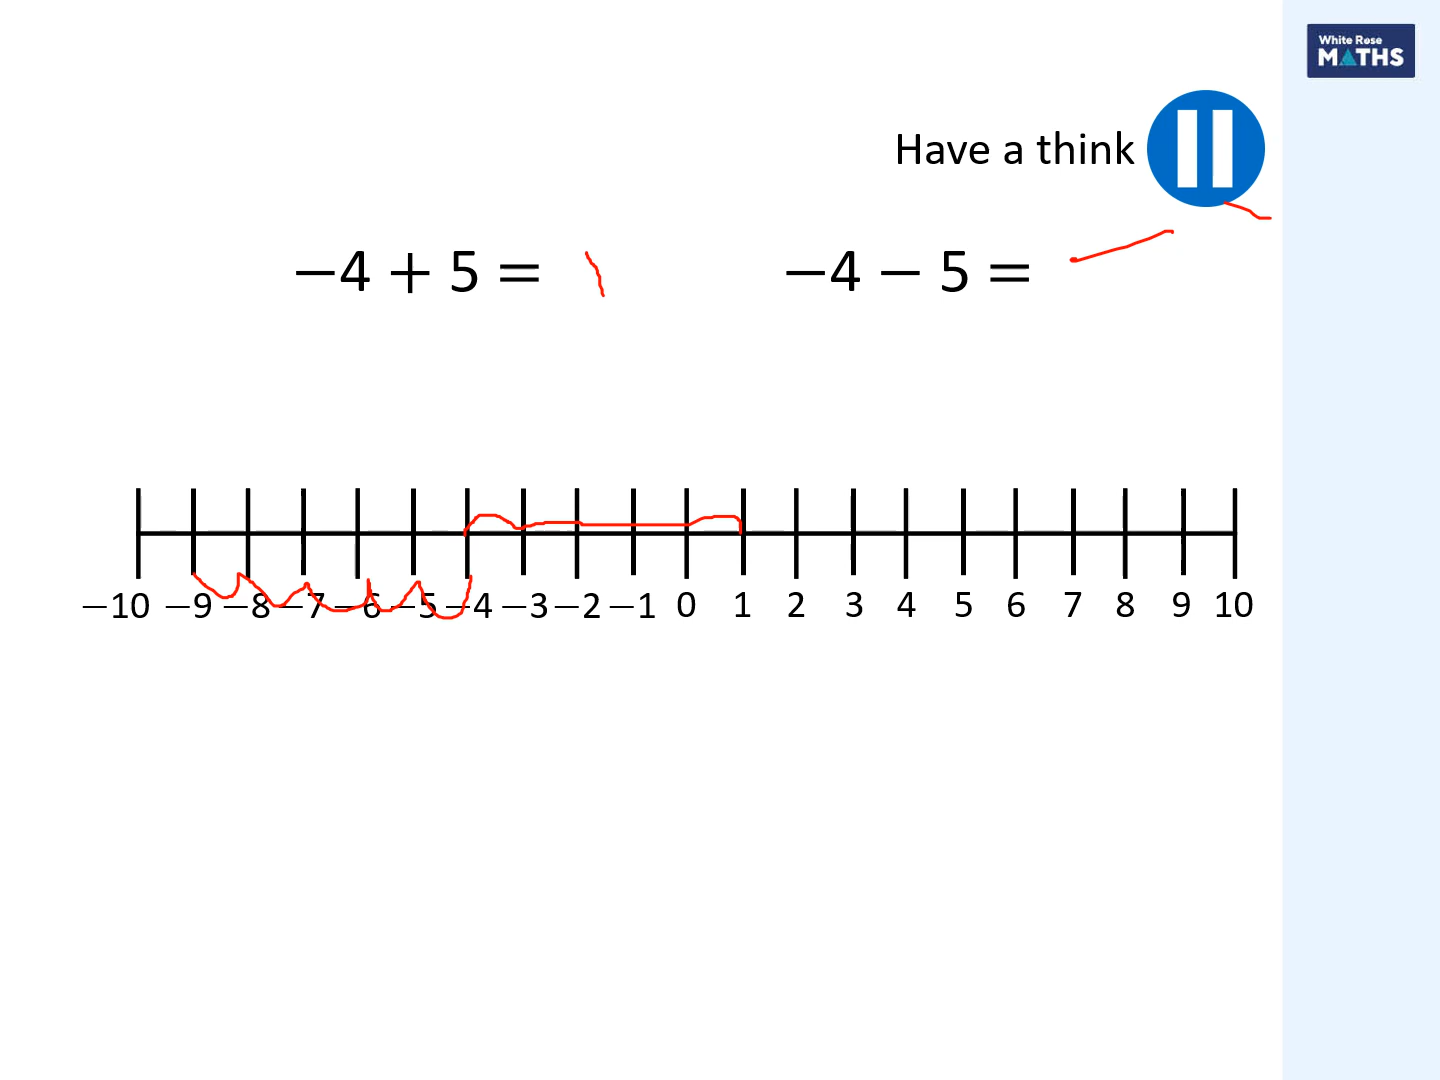 White Rose
MATHS
Have a think
−4 + 5 = 1
−4 − 5 =
−10 −9 −8 −7 −6 −5 −4 −3 −2 −1 0 1 2 3 4 5 6 7 8 9 10